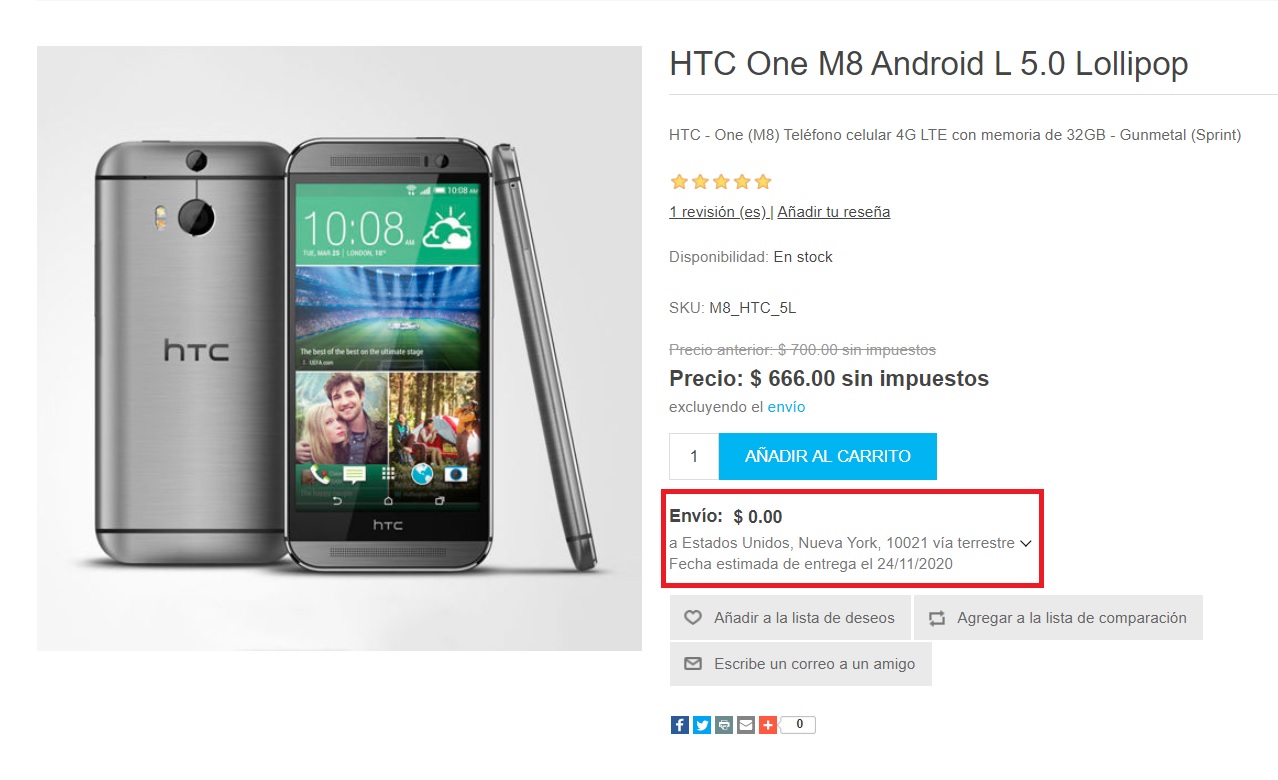 HTC One M8 Android L 5.0 Lollipop
HTC - One (M8) Teléfono celular 4G LTE con memoria de 32GB - Gunmetal (Sprint)
1 revisión (es) | Añadir tu reseña
Disponibilidad: En stock
SKU: M8_HTC_5L
Precio anterior: $ 700.00 sin impuestos
Precio: $ 666.00 sin impuestos
excluyendo el envío
1 AÑADIR AL CARRITO
Envío: $ 0.00
a Estados Unidos, Nueva York, 10021 vía terrestre
Fecha estimada de entrega el 24/11/2020
Añadir a la lista de deseos Agregar a la lista de comparación
Escribe un correo a un amigo
0
hTC
10:08 AM
10:08 AM
TUE, MAR 25 | LONDON, 10°
The best of the best on the ultimate stage
UEFA.com
hTC